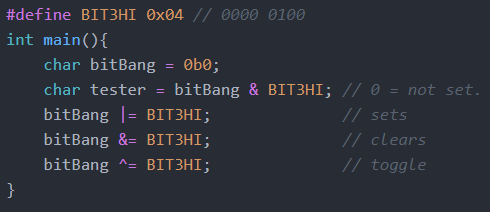 #define BIT3HI 0x04 // 0000 0100
int main(){
    char bitBang = 0b0;
    char tester = bitBang & BIT3HI; // 0 = not set.
    bitBang |= BIT3HI;              // sets
    bitBang &= BIT3HI;              // clears
    bitBang ^= BIT3HI;              // toggle
}